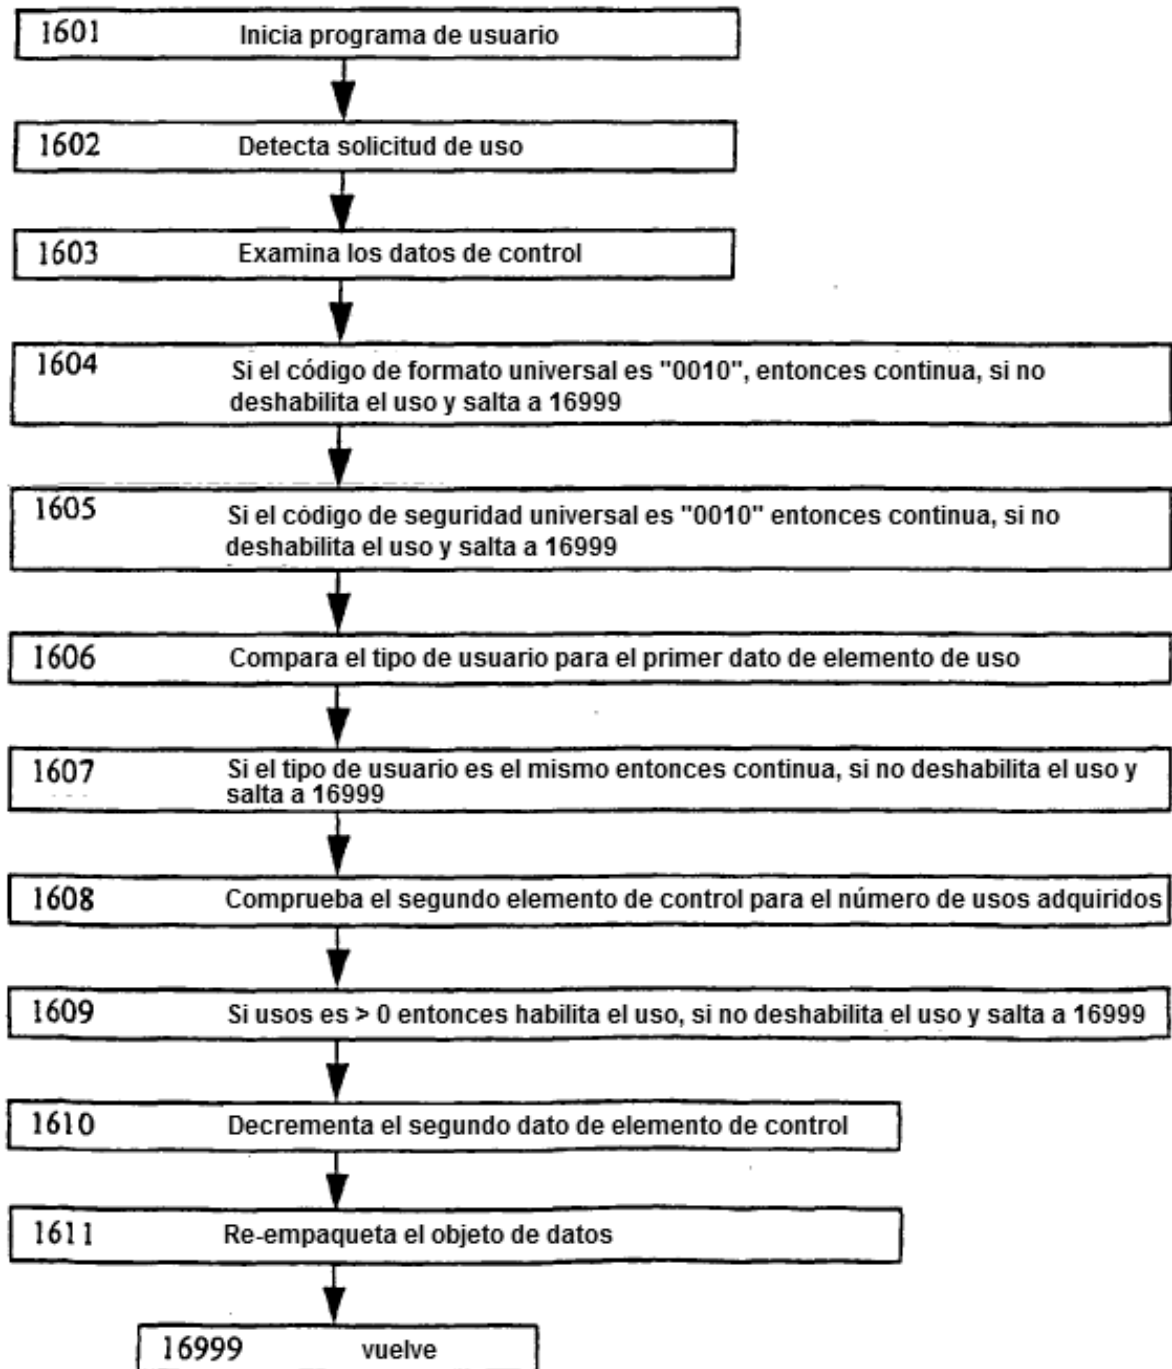 1601 Inicia programa de usuario
1602 Detecta solicitud de uso
1603 Examina los datos de control
1604 Si el código de formato universal es "0010", entonces continua, si no
deshabilita el uso y salta a 16999
1605 Si el código de seguridad universal es "0010" entonces continua, si no
deshabilita el uso y salta a 16999
1606 Compara el tipo de usuario para el primer dato de elemento de uso
1607 Si el tipo de usuario es el mismo entonces continua, si no deshabilita el uso y
salta a 16999
1608 Comprueba el segundo elemento de control para el número de usos adquiridos
1609 Si usos es > 0 entonces habilita el uso, si no deshabilita el uso y salta a 16999
1610 Decrementa el segundo dato de elemento de control
1611 Re-empaqueta el objeto de datos
16999 vuelve